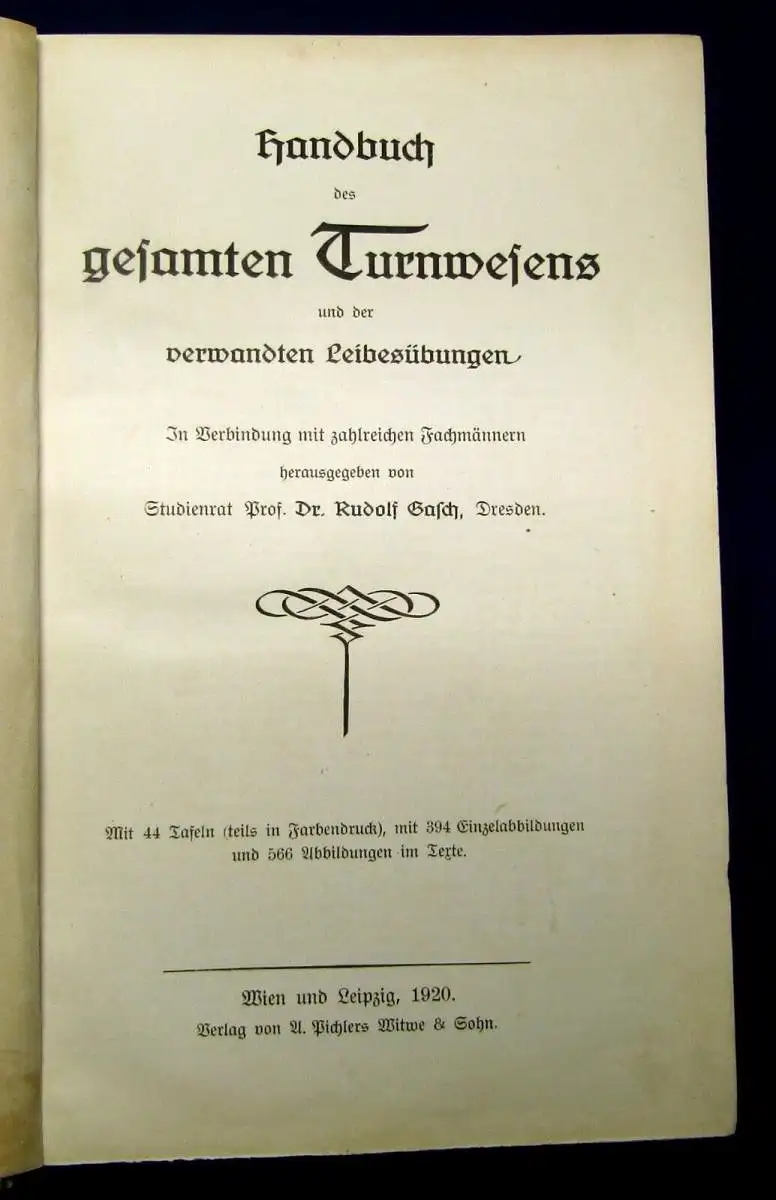 Handbuch
des
gesamten Turnwesens
und der
verwandten Leibesübungen
In Verbindung mit zahlreichen Fachmännern
herausgegeben von
Studienrat Prof. Dr. Rudolf Gasch, Dresden.
Mit 44 Tafeln (teils in Farbendruck), mit 394 Einzelabbildungen
und 566 Abbildungen im Texte.
Wien und Leipzig, 1920.
Verlag von A. Pichlers Witwe & Sohn.